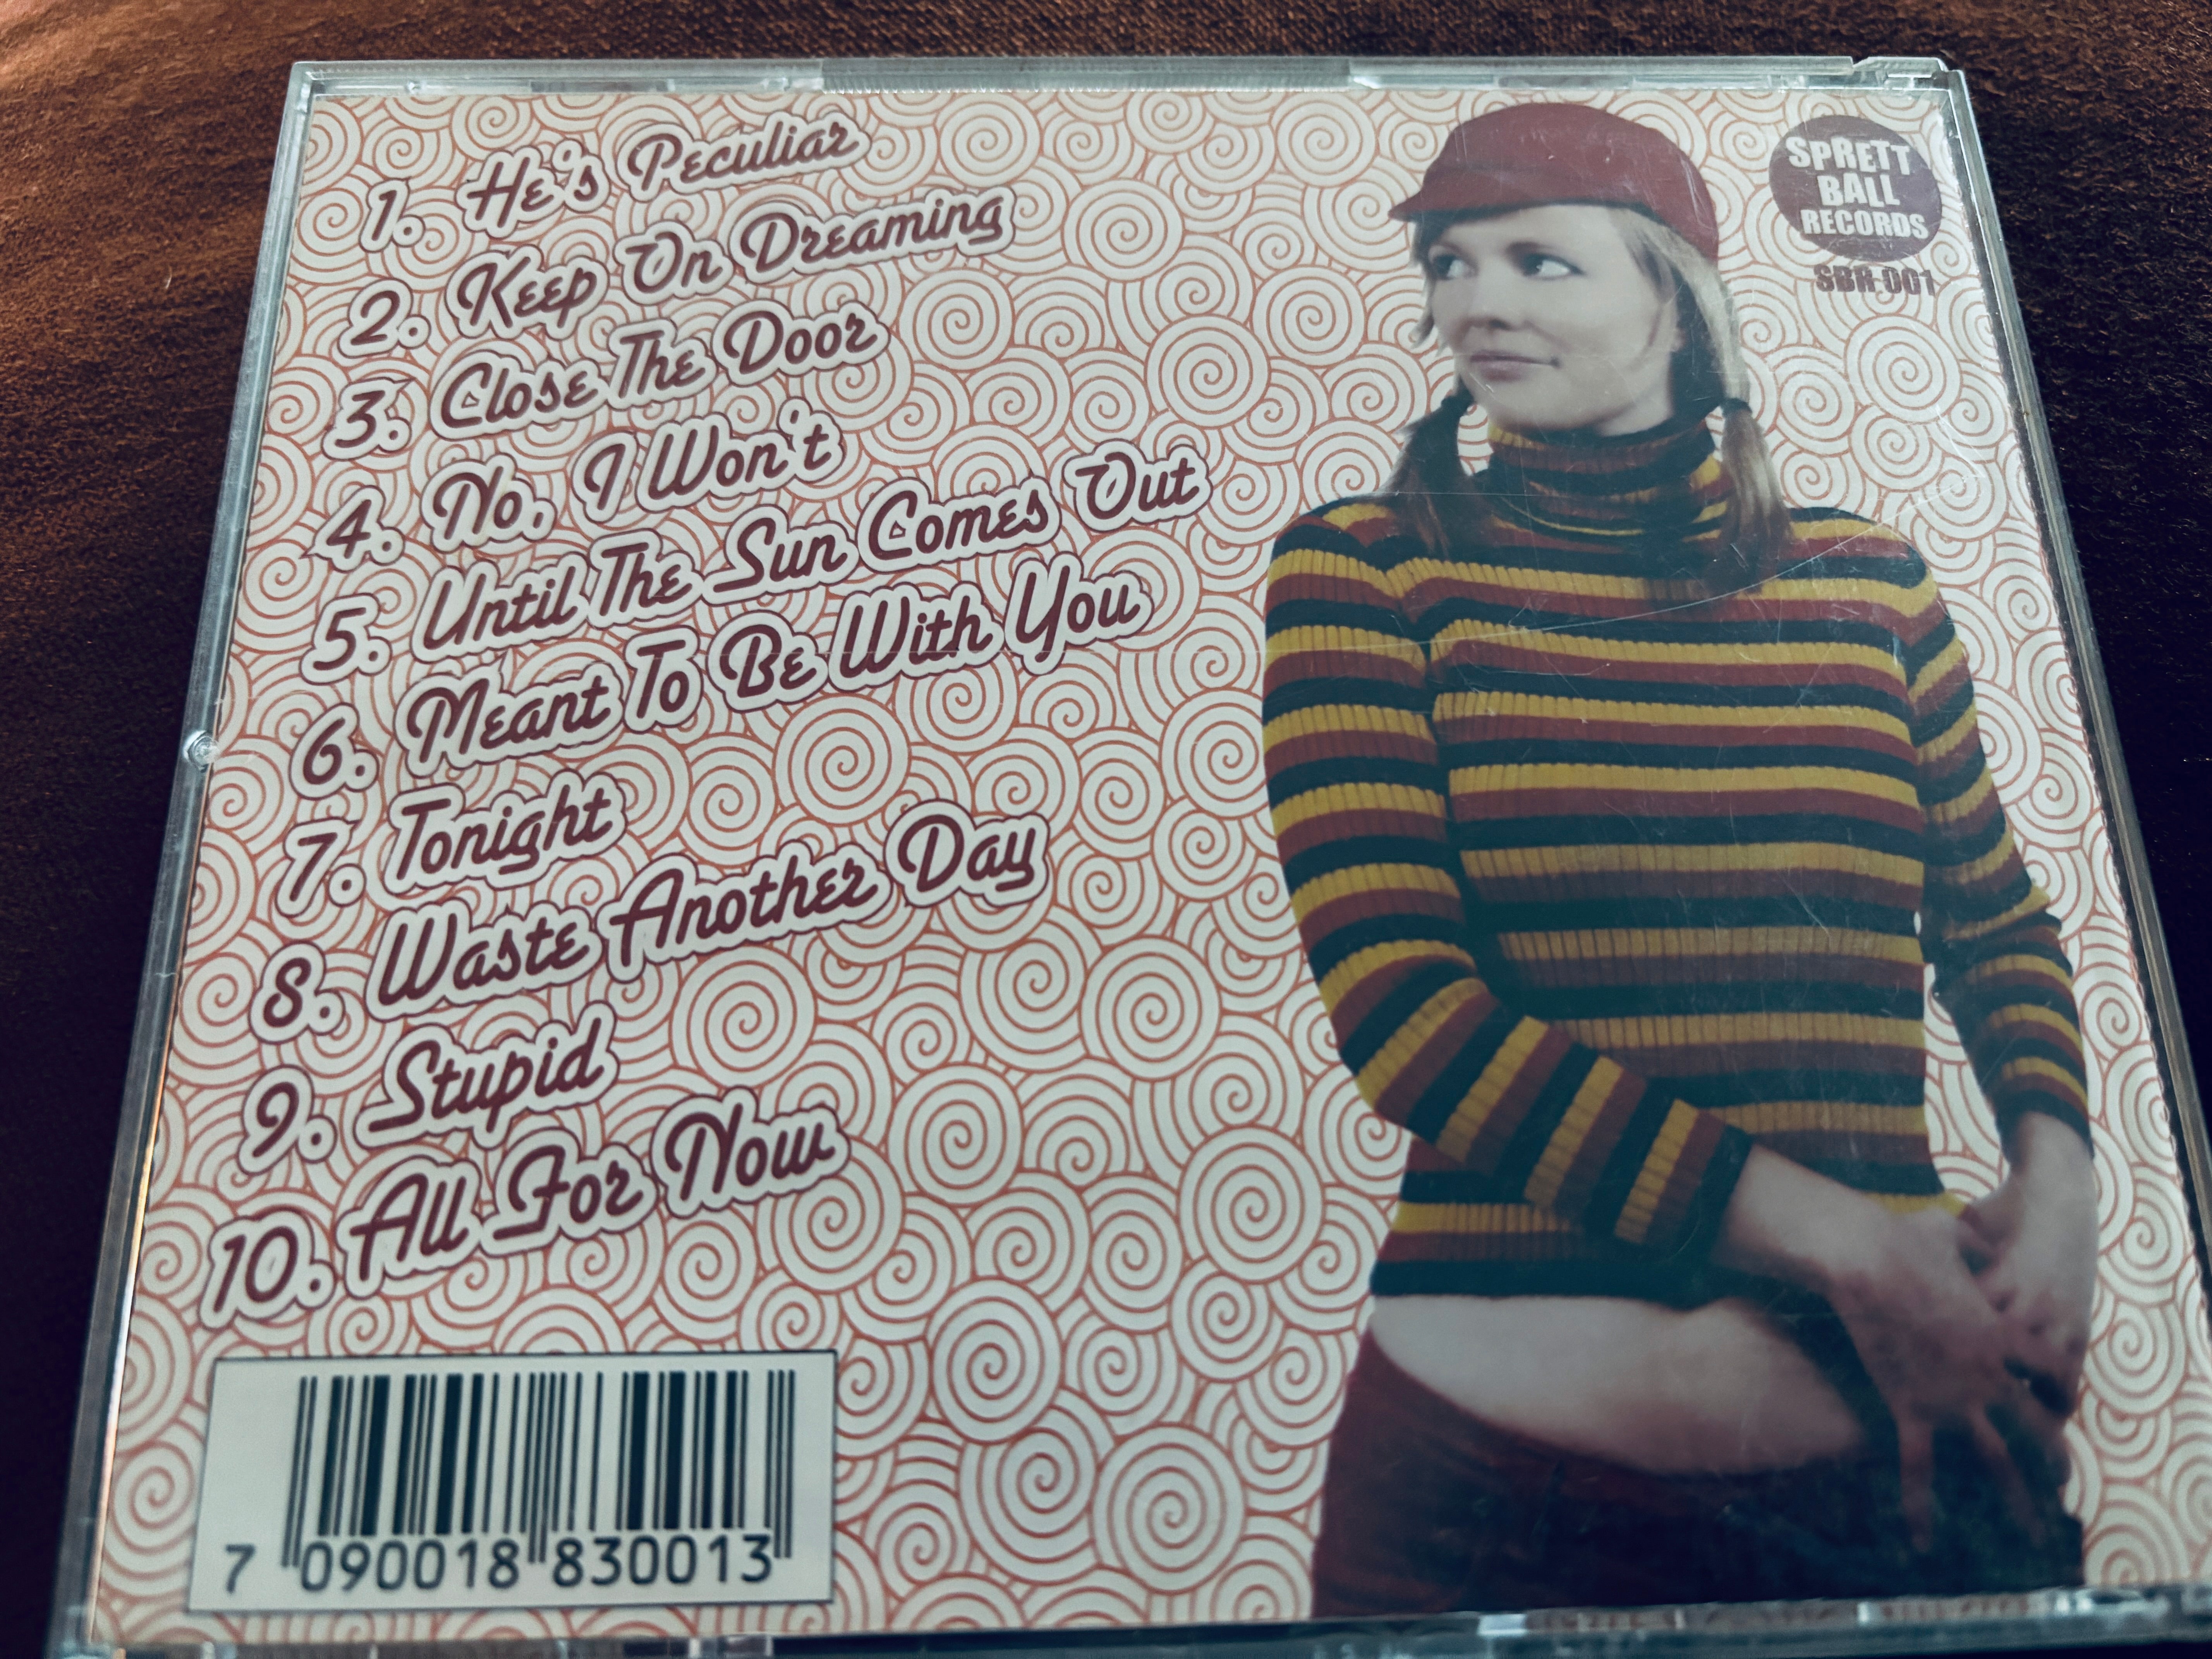 1. He's Peculiar
2. Keep On Dreaming
3. Close The Door
4. No, I Won't
5. Until The Sun Comes Out
6. Meant To Be With You
7. Tonight
8. Waste Another Day
9. Stupid
10. All For Now
7 090018 830013
SPRETT
BALL
RECORDS
SBR 001